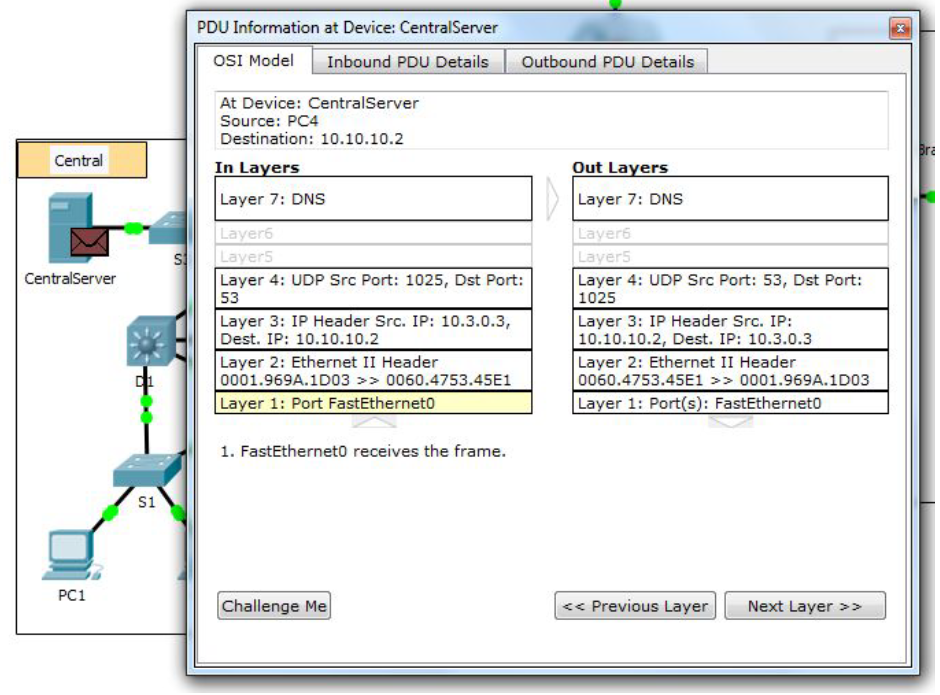 PDU Information at Device: CentralServer
OSI Model
Inbound PDU Details
Outbound PDU Details
At Device: CentralServer
Source: PC4
Destination: 10.10.10.2
In Layers
Layer 7: DNS
Layer6
Layer5
Layer 4: UDP Src Port: 1025, Dst Port:
53
Layer 3: IP Header Src. IP: 10.3.0.3,
Dest. IP: 10.10.10.2
Layer 2: Ethernet II Header
0001.969A.1D03 >> 0060.4753.45E1
Layer 1: Port FastEthernet0
Out Layers
Layer 7: DNS
Layer6
Layer5
Layer 4: UDP Src Port: 53, Dst Port:
1025
Layer 3: IP Header Src. IP:
10.10.10.2, Dest. IP: 10.3.0.3
Layer 2: Ethernet II Header
0060.4753.45E1 >> 0001.969A.1D03
Layer 1: Port(s): FastEthernet0
1. FastEthernet0 receives the frame.
Challenge Me
<< Previous Layer
Next Layer >>
Central
CentralServer
D1
S1
PC1